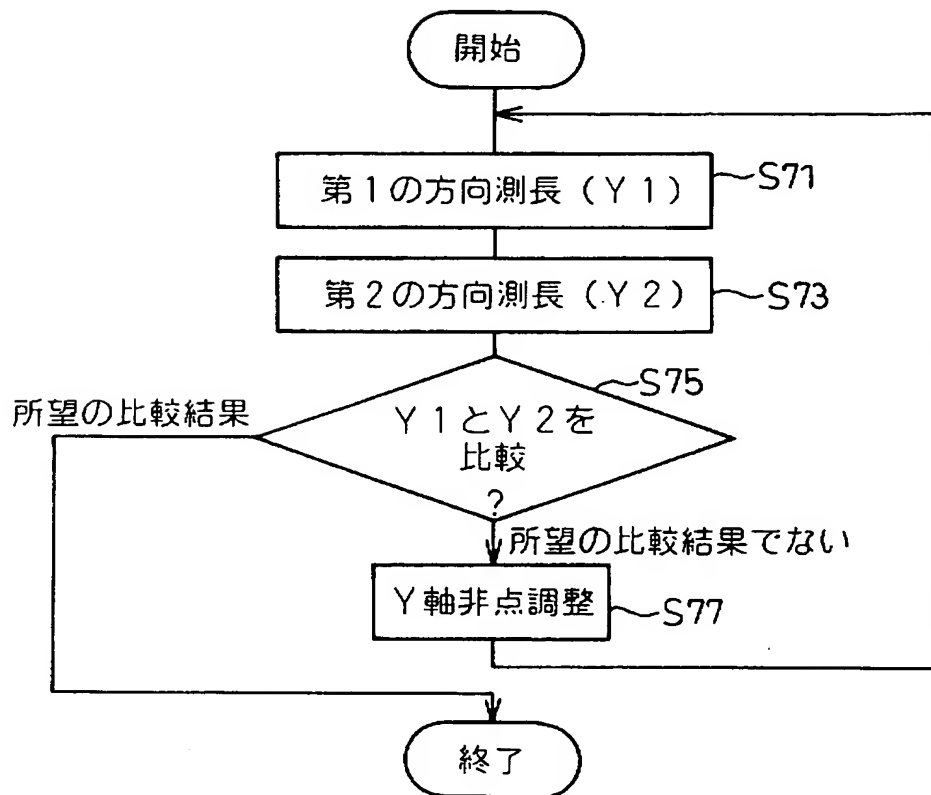 開始
第1の方向測長(Y1)
S71
第2の方向測長(Y2)
S73
S75
所望の比較結果
Y1とY2を
比較
?
所望の比較結果でない
Y軸非点調整
S77
終了